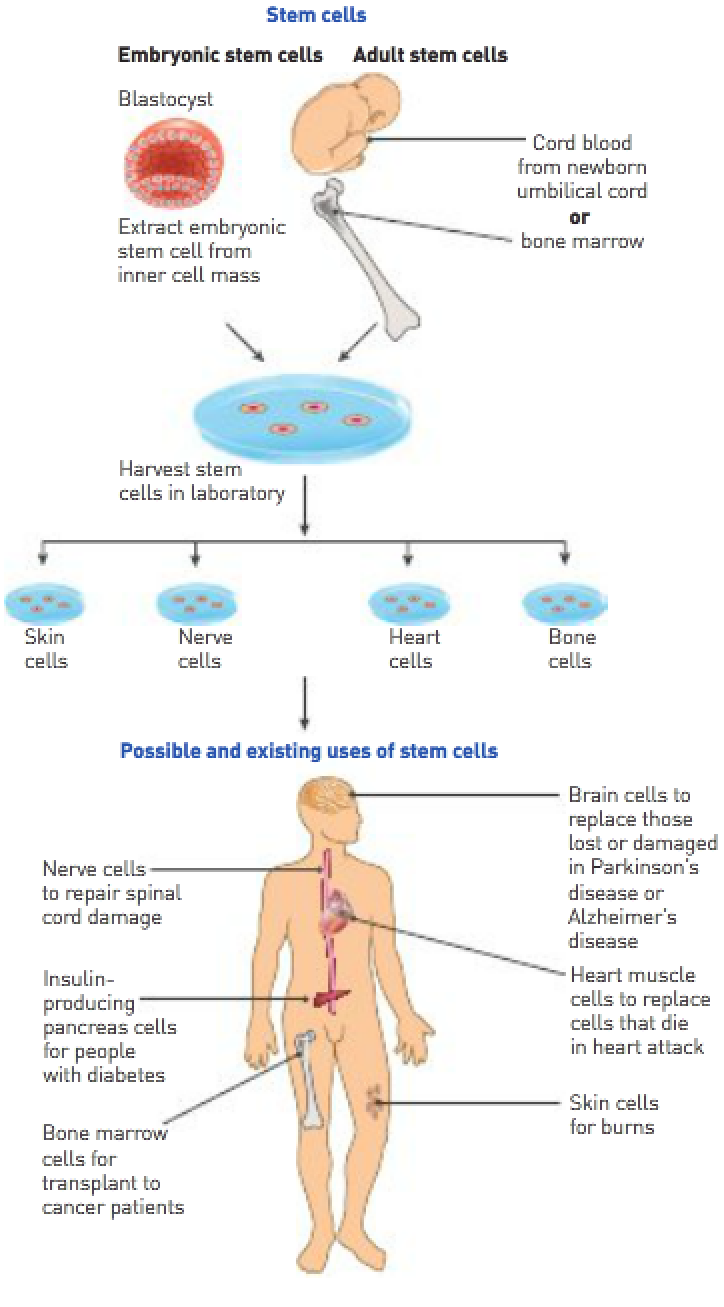 Stem cells
Embryonic stem cells
Adult stem cells
Blastocyst
Extract embryonic
stem cell from
inner cell mass
Cord blood
from newborn
umbilical cord
or
bone marrow
Harvest stem
cells in laboratory
Skin
cells
Nerve
cells
Heart
cells
Bone
cells
Possible and existing uses of stem cells
Nerve cells
to repair spinal
cord damage
Insulin-
producing
pancreas cells
for people
with diabetes
Bone marrow
cells for
transplant to
cancer patients
Brain cells to
replace those
lost or damaged
in Parkinson's
disease or
Alzheimer's
disease
Heart muscle
cells to replace
cells that die
in heart attack
Skin cells
for burns